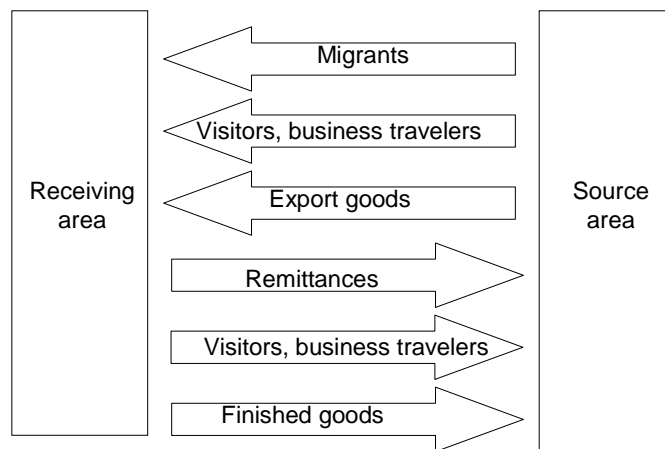 Migrants
Visitors, business travelers
Receiving
area
Export goods
Source
area
Remittances
Visitors, business travelers
Finished goods